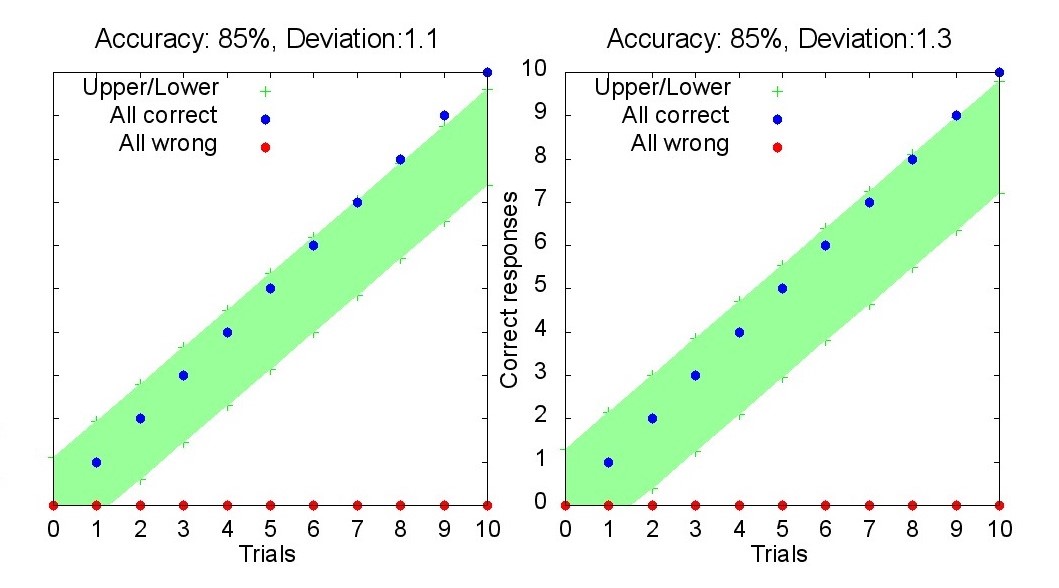 Accuracy: 85%, Deviation:1.1
Upper/Lower
All correct
All wrong
0 1 2 3 4 5 6 7 8 9 10
Trials
Accuracy: 85%, Deviation:1.3
Upper/Lower
All correct
All wrong
10
9
8
7
6
5
4
3
2
1
0
Correct responses
0 1 2 3 4 5 6 7 8 9 10
Trials